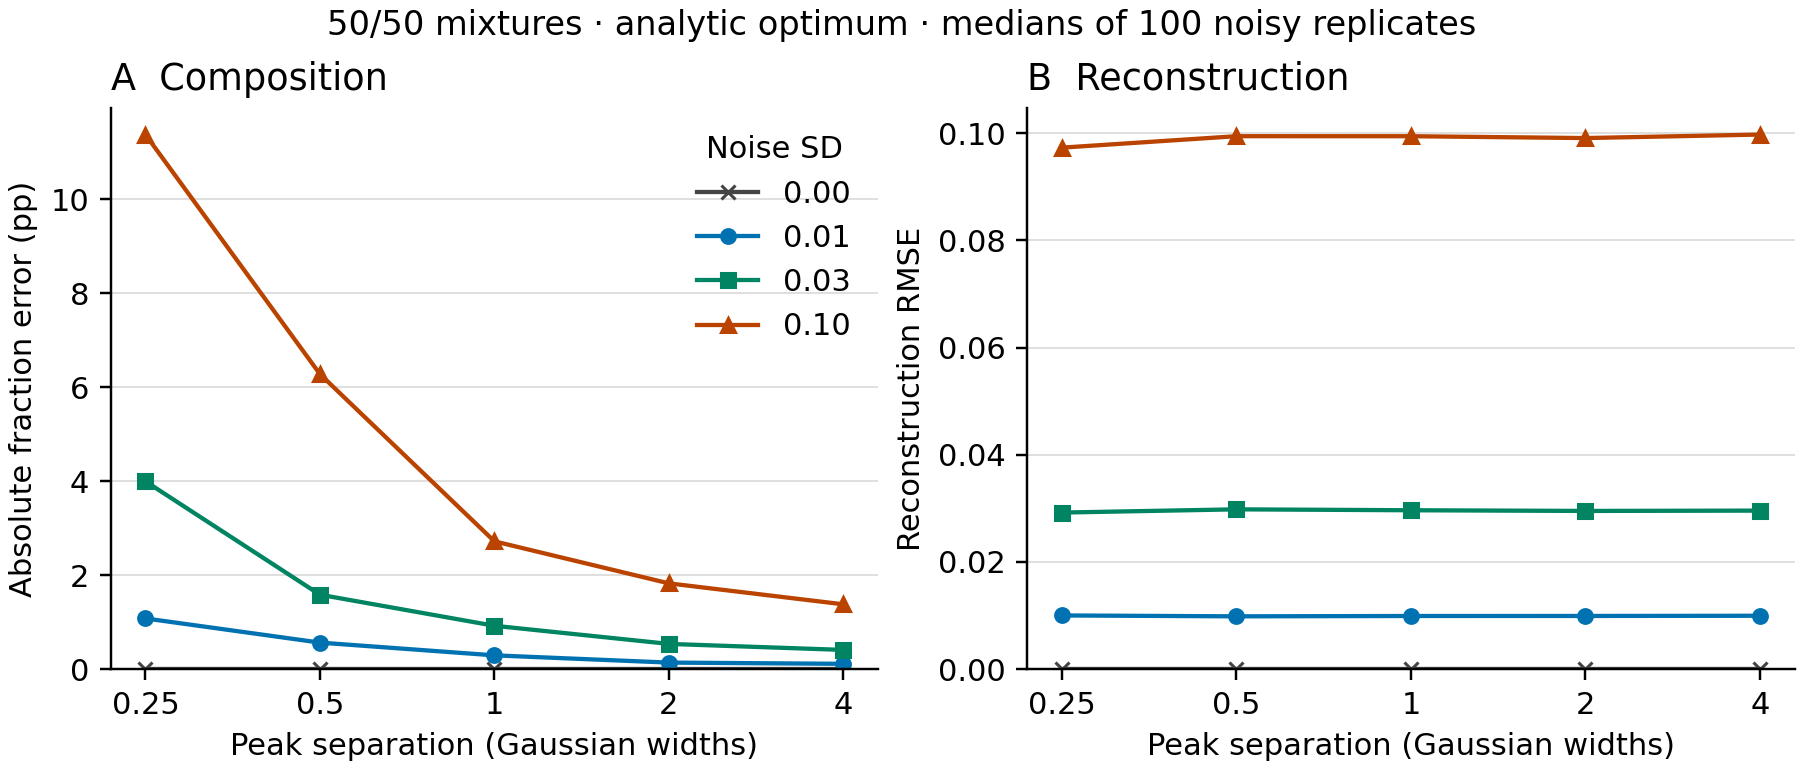 50/50 mixtures · analytic optimum · medians of 100 noisy replicates
A Composition
Absolute fraction error (pp)
10
8
6
4
2
0
Noise SD
0.00
0.01
0.03
0.10
0.25 0.5 1 2 4
Peak separation (Gaussian widths)
B Reconstruction
Reconstruction RMSE
0.10
0.08
0.06
0.04
0.02
0.00
0.25 0.5 1 2 4
Peak separation (Gaussian widths)